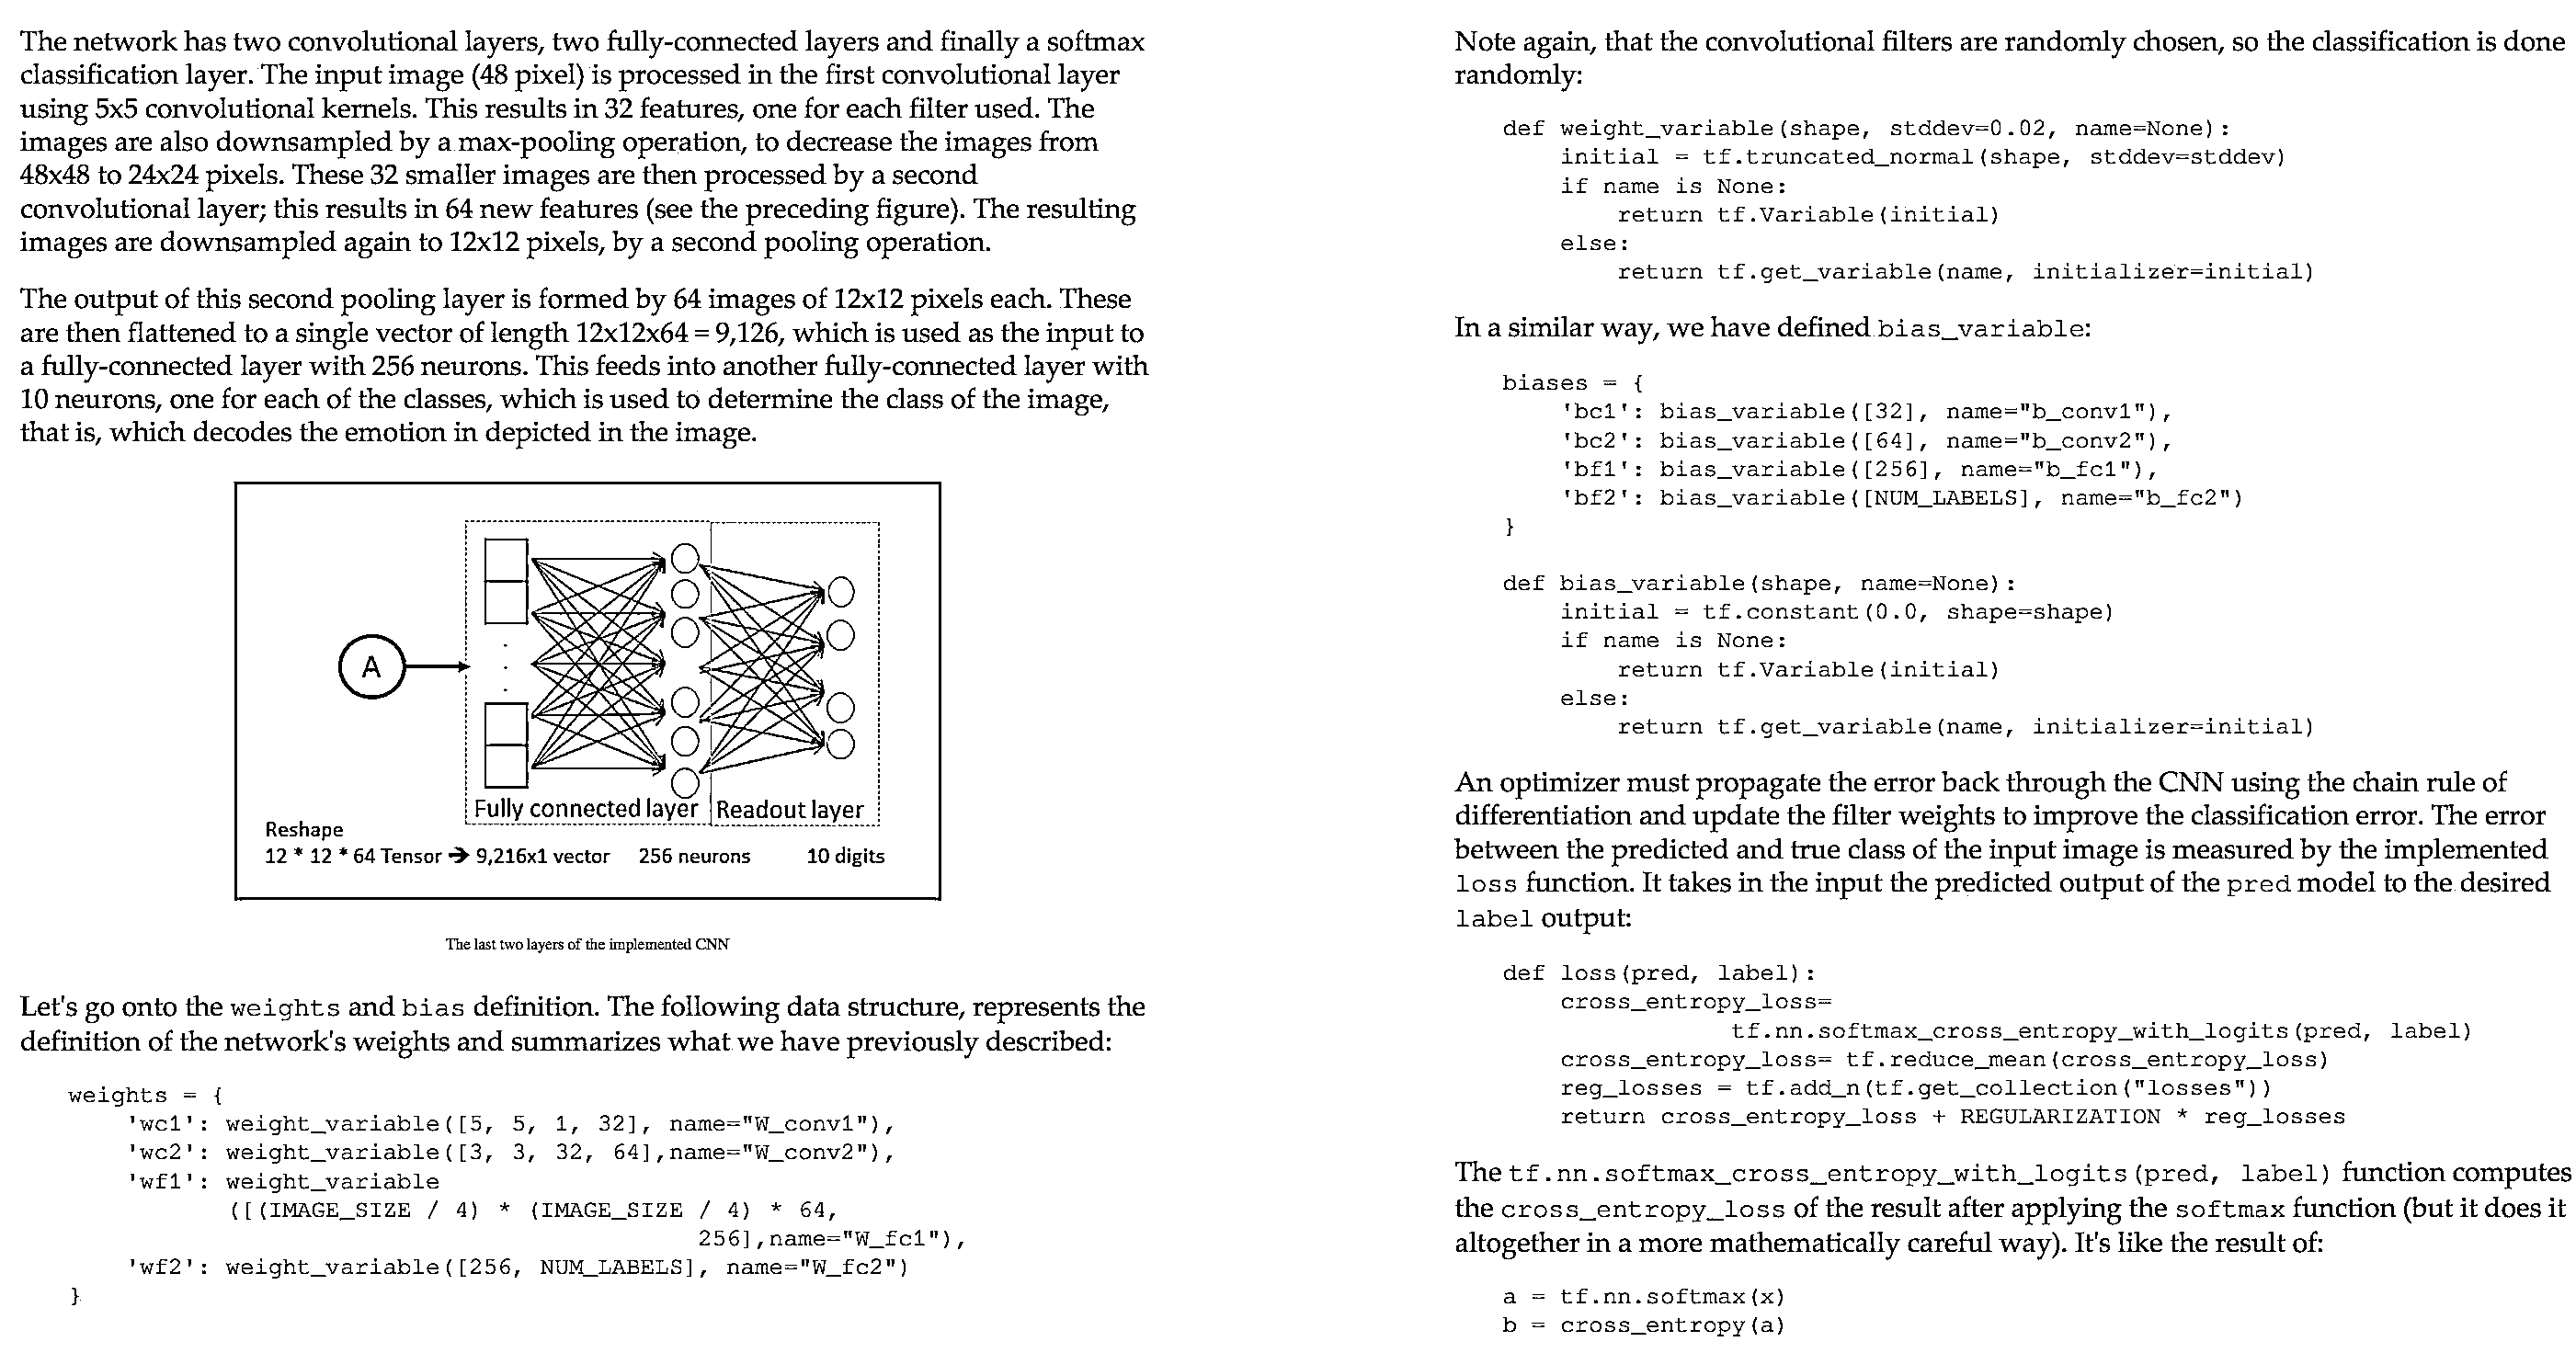 The network has two convolutional layers, two fully-connected layers and finally a softmax
classification layer. The input image (48 pixel) is processed in the first convolutional layer
using 5x5 convolutional kernels. This results in 32 features, one for each filter used. The
images are also downsampled by a max-pooling operation, to decrease the images from
48x48 to 24x24 pixels. These 32 smaller images are then processed by a second
convolutional layer; this results in 64 new features (see the preceding figure). The resulting
images are downsampled again to 12x12 pixels, by a second pooling operation.
The output of this second pooling layer is formed by 64 images of 12x12 pixels each. These
are then flattened to a single vector of length 12x12x64 = 9,126, which is used as the input to
a fully-connected layer with 256 neurons. This feeds into another fully-connected layer with
10 neurons, one for each of the classes, which is used to determine the class of the image,
that is, which decodes the emotion in depicted in the image.
A
Fully connected layer
Readout layer
Reshape
12 * 12 * 64 Tensor ➔ 9,216x1 vector 256 neurons 10 digits
The last two layers of the implemented CNN
Let's go onto the weights and bias definition. The following data structure, represents the
definition of the network's weights and summarizes what we have previously described:
weights = {
    'wc1': weight_variable([5, 5, 1, 32], name="W_conv1"),
    'wc2': weight_variable([3, 3, 32, 64],name="W_conv2"),
    'wf1': weight_variable
           ([(IMAGE_SIZE / 4) * (IMAGE_SIZE / 4) * 64,
                                            256],name="W_fc1"),
    'wf2': weight_variable([256, NUM_LABELS], name="W_fc2")
}
Note again, that the convolutional filters are randomly chosen, so the classification is done
randomly:
def weight_variable(shape, stddev=0.02, name=None):
    initial = tf.truncated_normal(shape, stddev=stddev)
    if name is None:
        return tf.Variable(initial)
    else:
        return tf.get_variable(name, initializer=initial)
In a similar way, we have defined bias_variable:
biases = {
    'bc1': bias_variable([32], name="b_conv1"),
    'bc2': bias_variable([64], name="b_conv2"),
    'bf1': bias_variable([256], name="b_fc1"),
    'bf2': bias_variable([NUM_LABELS], name="b_fc2")
}
def bias_variable(shape, name=None):
    initial = tf.constant(0.0, shape=shape)
    if name is None:
        return tf.Variable(initial)
    else:
        return tf.get_variable(name, initializer=initial)
An optimizer must propagate the error back through the CNN using the chain rule of
differentiation and update the filter weights to improve the classification error. The error
between the predicted and true class of the input image is measured by the implemented
loss function. It takes in the input the predicted output of the pred model to the desired
label output:
def loss(pred, label):
    cross_entropy_loss=
                tf.nn.softmax_cross_entropy_with_logits(pred, label)
    cross_entropy_loss= tf.reduce_mean(cross_entropy_loss)
    reg_losses = tf.add_n(tf.get_collection("losses"))
    return cross_entropy_loss + REGULARIZATION * reg_losses
The tf.nn.softmax_cross_entropy_with_logits(pred, label) function computes
the cross_entropy_loss of the result after applying the softmax function (but it does it
altogether in a more mathematically careful way). It's like the result of:
a = tf.nn.softmax(x)
b = cross_entropy(a)